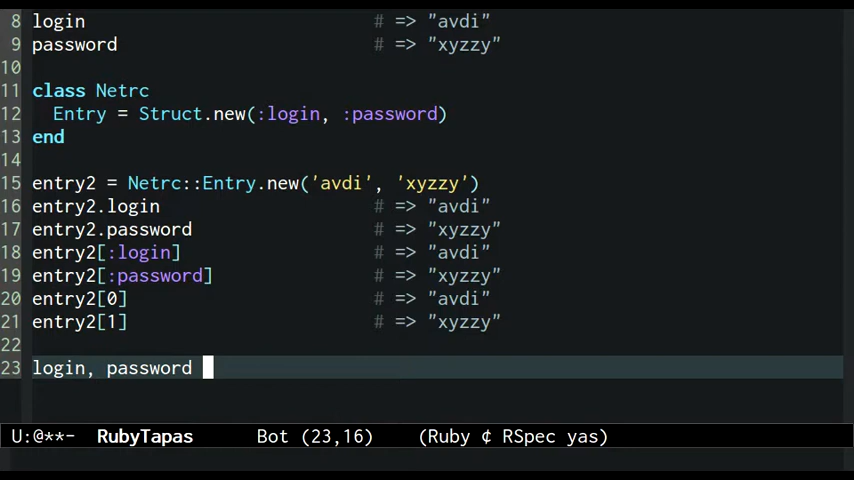 8 login # => "avdi"
9 password # => "xyzzy"
10
11 class Netrc
12 Entry = Struct.new(:login, :password)
13 end
14
15 entry2 = Netrc::Entry.new('avdi', 'xyzzy')
16 entry2.login # => "avdi"
17 entry2.password # => "xyzzy"
18 entry2[:login] # => "avdi"
19 entry2[:password] # => "xyzzy"
20 entry2[0] # => "avdi"
21 entry2[1] # => "xyzzy"
22
23 login, password
U:@**- RubyTapas Bot (23,16) (Ruby ¢ RSpec yas)